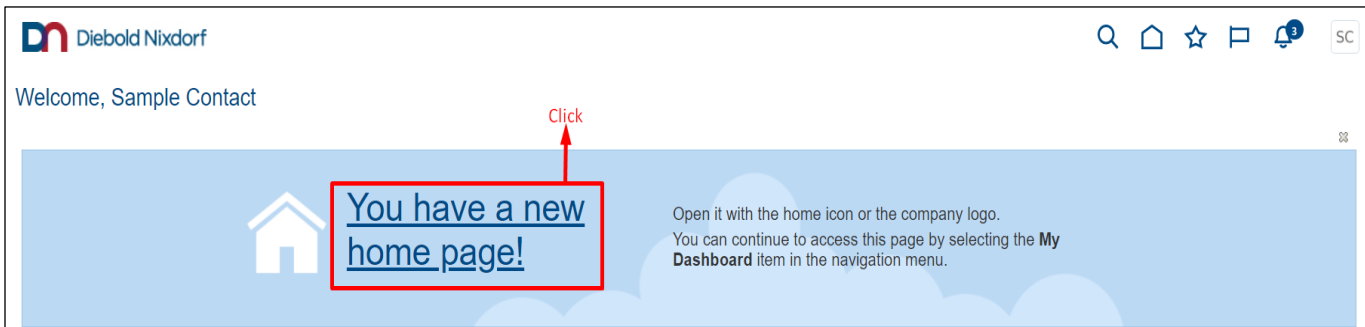 Diebold Nixdorf
3
SC
Welcome, Sample Contact
Click
You have a new
home page!
Open it with the home icon or the company logo.
You can continue to access this page by selecting the My
Dashboard item in the navigation menu.